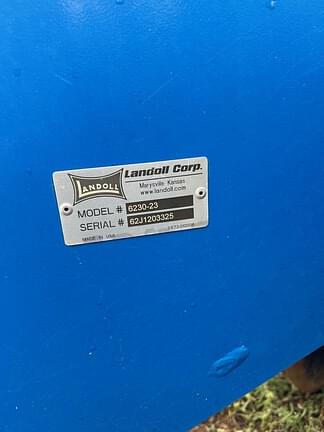 LANDOLL
Landoll Corp.
Marysville Kansas
www.landoll.com
MODEL # 6230-23
SERIAL # 62J1203325
MADE IN USA